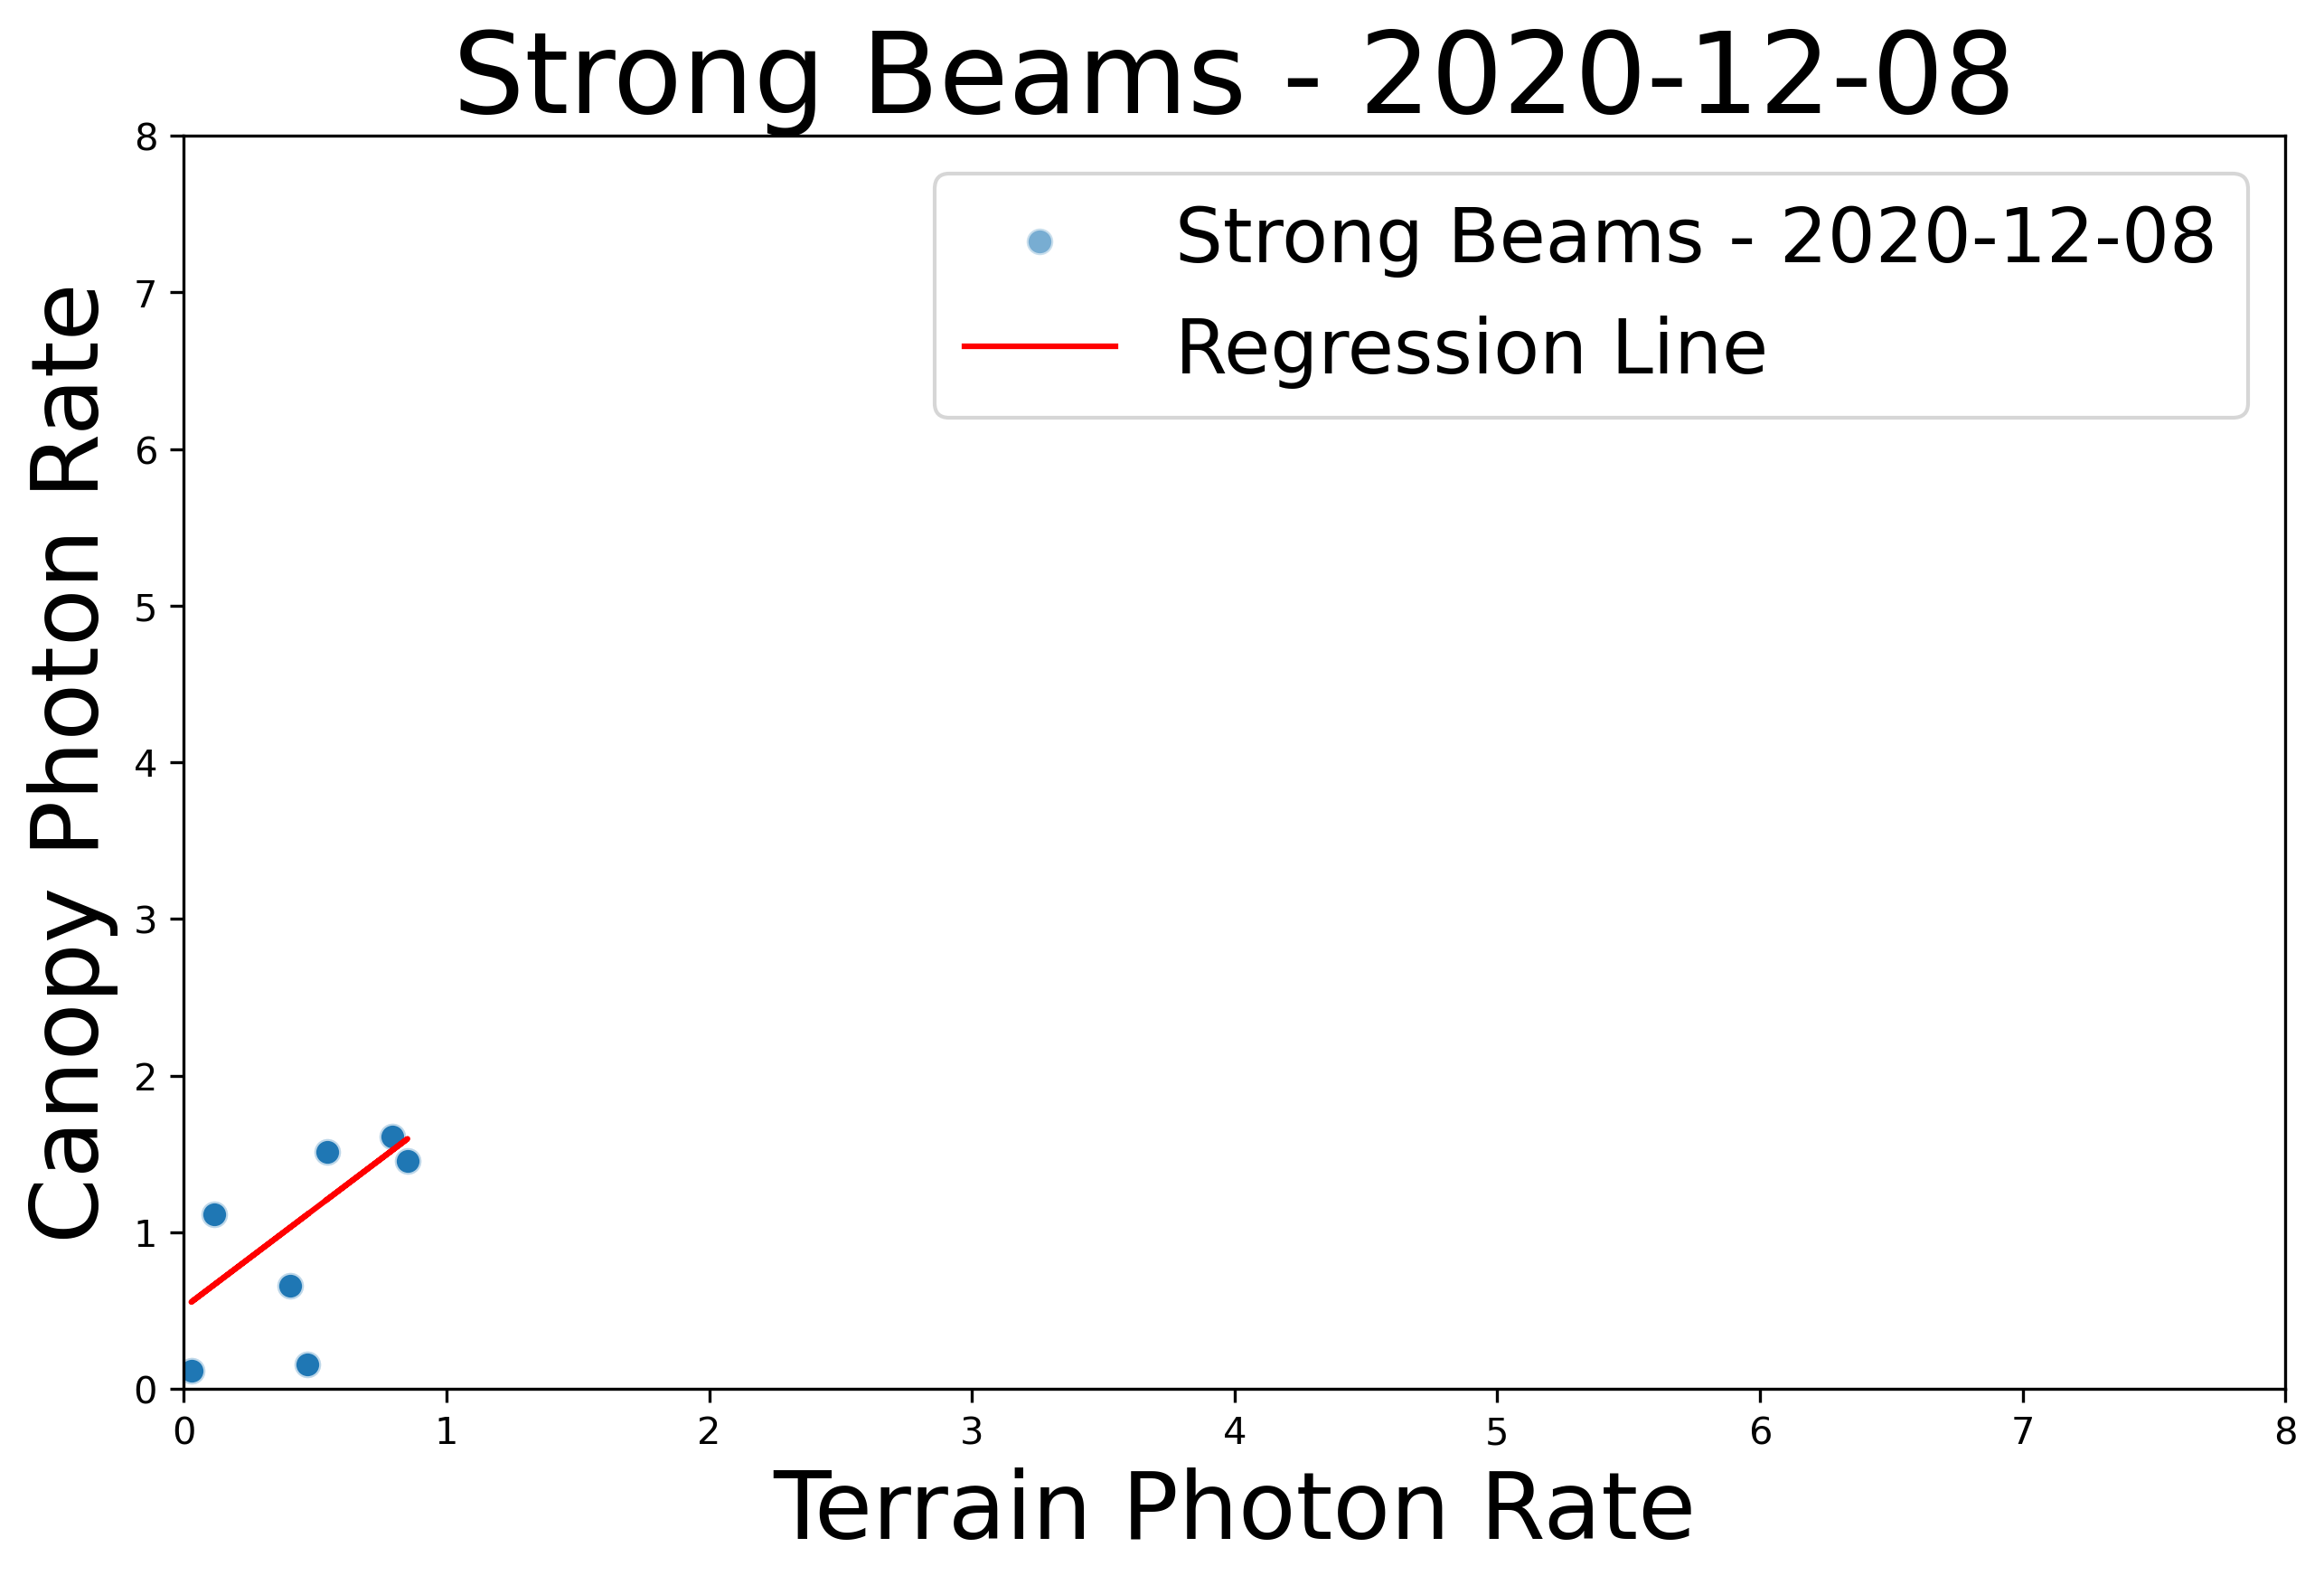 Strong Beams - 2020-12-08
Strong Beams - 2020-12-08
Regression Line
Canopy Photon Rate
8
7
6
5
4
3
2
1
0
0 1 2 3 4 5 6 7 8
Terrain Photon Rate